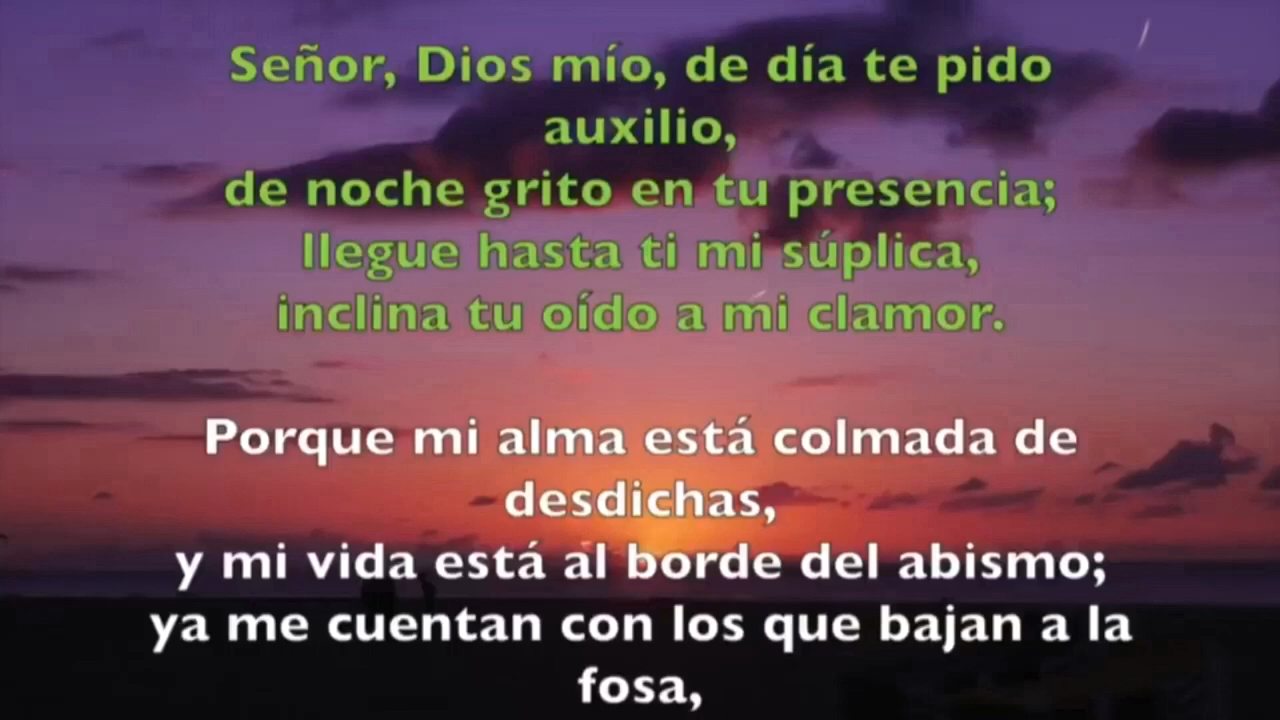 Señor, Dios mío, de día te pido
auxilio,
de noche grito en tu presencia;
llegue hasta ti mi súplica,
inclina tu oído a mi clamor.
Porque mi alma está colmada de
desdichas,
y mi vida está al borde del abismo;
ya me cuentan con los que bajan a la
fosa,